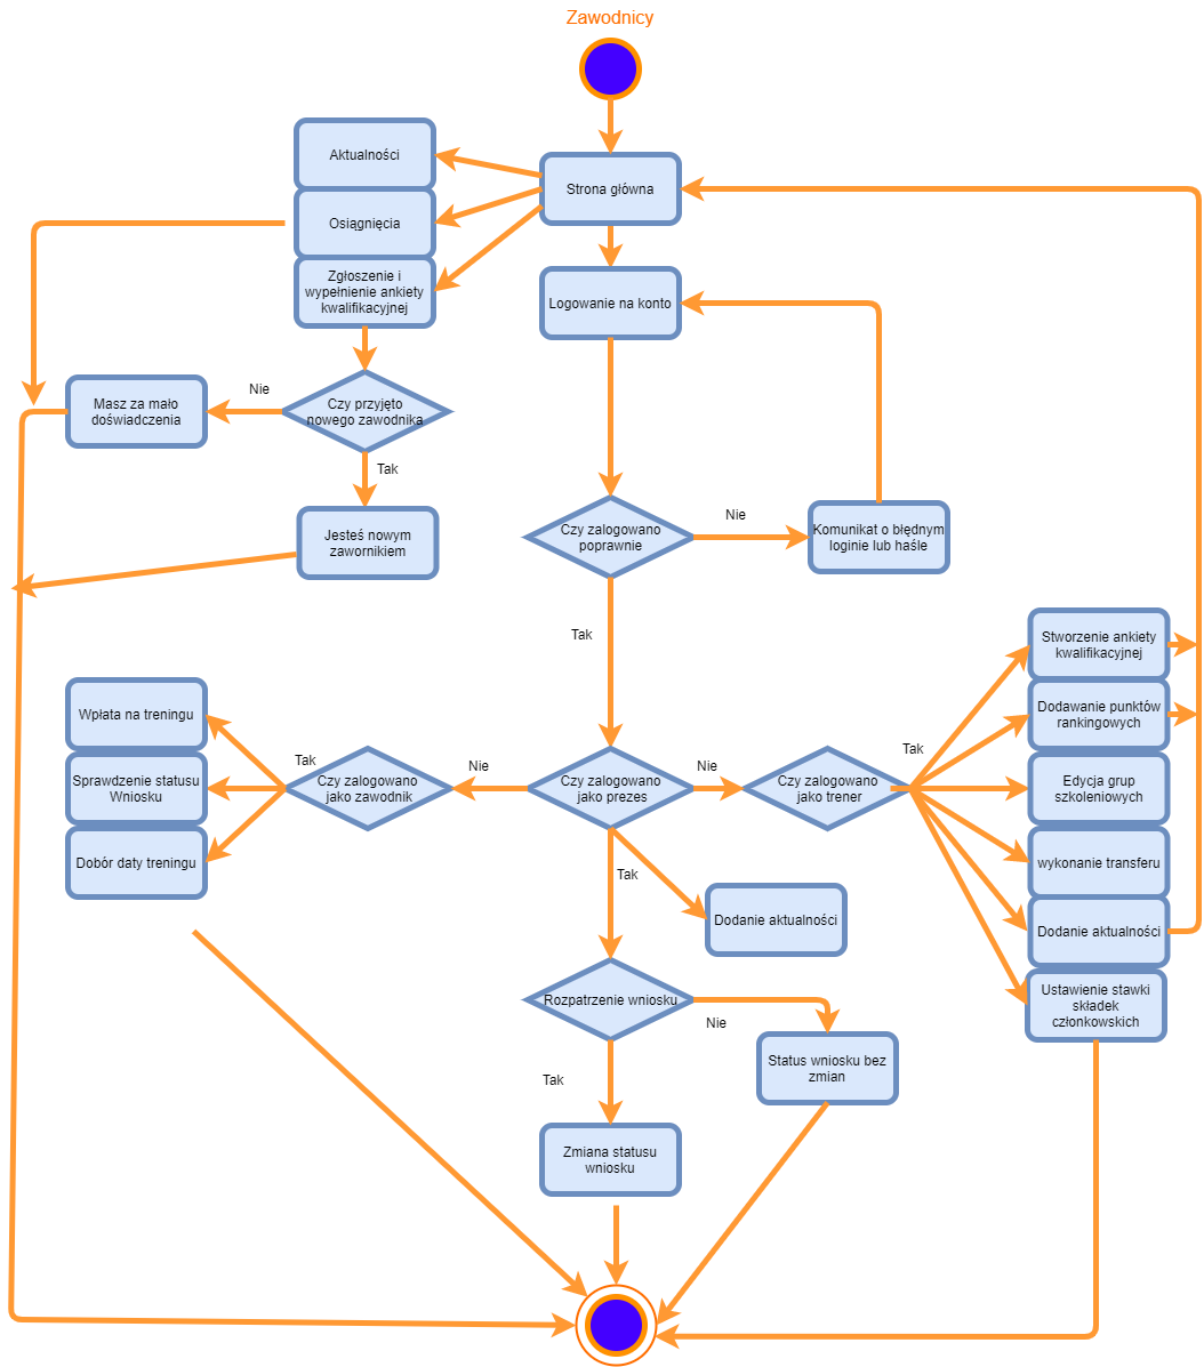 Zawodnicy
Aktualności
Strona główna
Osiągnięcia
Zgłoszenie i
wypełnienie ankiety
kwalifikacyjnej
Logowanie na konto
Nie
Masz za mało
doświadczenia
Czy przyjęto
nowego zawodnika
Tak
Jesteś nowym
zawornikiem
Czy zalogowano
poprawnie
Nie
Komunikat o błędnym
loginie lub haśle
Tak
Stworzenie ankiety
kwalifikacyjnej
Wpłata na treningu
Dodawanie punktów
rankingowych
Tak
Sprawdzenie statusu
Wniosku
Czy zalogowano
jako zawodnik
Nie
Czy zalogowano
jako prezes
Nie
Czy zalogowano
jako trener
Tak
Edycja grup
szkoleniowych
Dobór daty treningu
Tak
wykonanie transferu
Dodanie aktualności
Dodanie aktualności
Rozpatrzenie wniosku
Nie
Ustawienie stawki
składek
członkowskich
Status wniosku bez
zmian
Tak
Zmiana statusu
wniosku